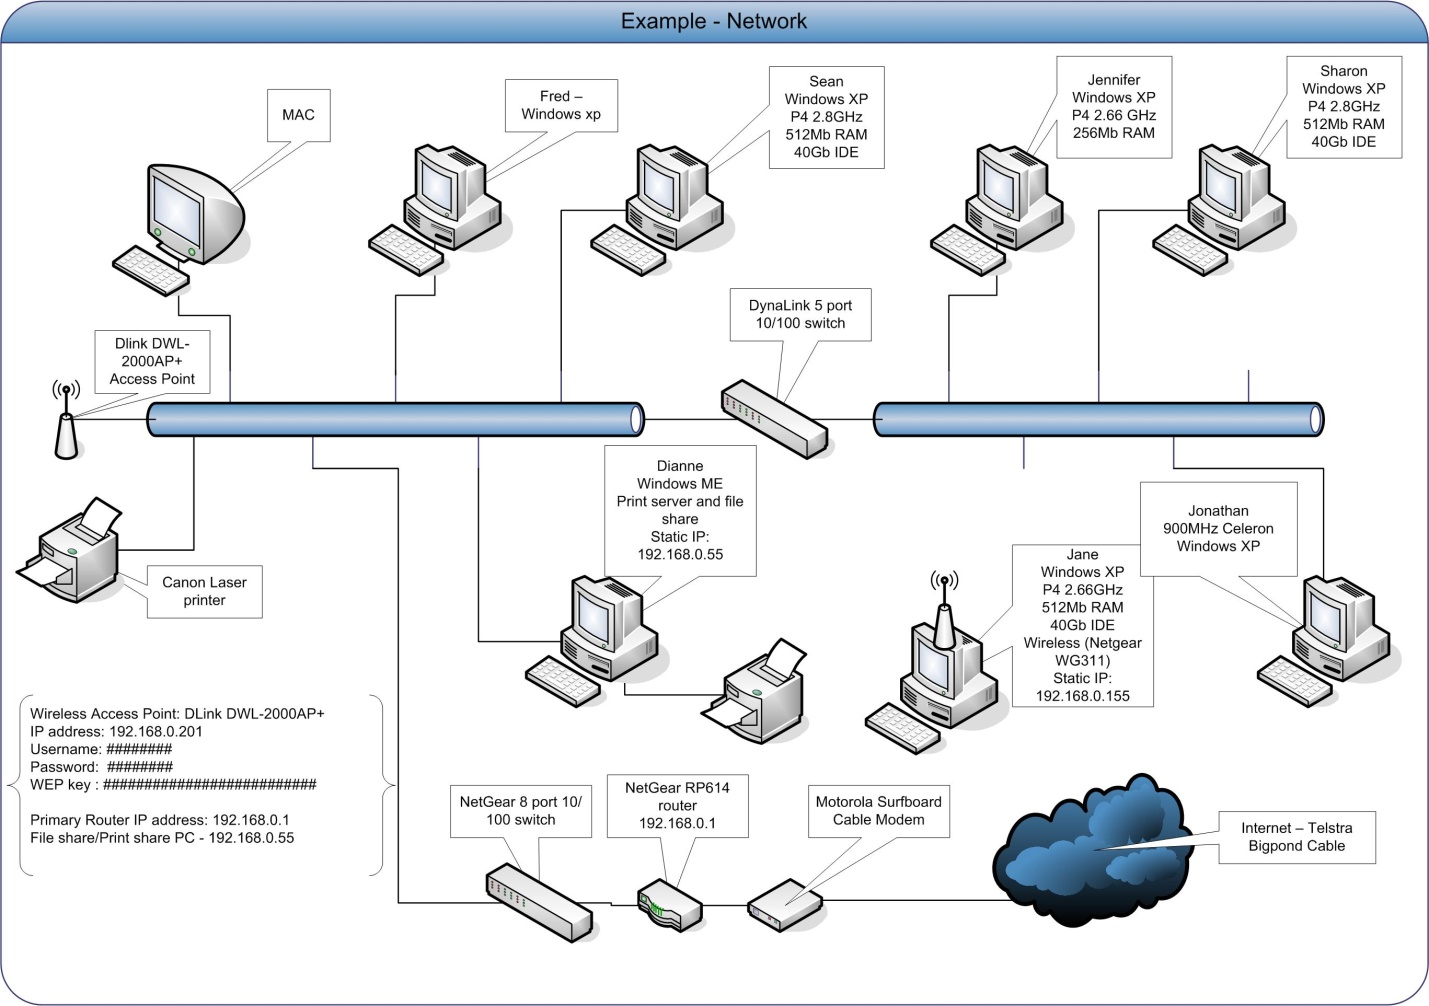 Example - Network
MAC
Fred –
Windows xp
Sean
Windows XP
P4 2.8GHz
512Mb RAM
40Gb IDE
Jennifer
Windows XP
P4 2.66 GHz
256Mb RAM
Sharon
Windows XP
P4 2.8GHz
512Mb RAM
40Gb IDE
Dlink DWL-
2000AP+
Access Point
DynaLink 5 port
10/100 switch
Canon Laser
printer
Dianne
Windows ME
Print server and file
share
Static IP:
192.168.0.55
Jane
Windows XP
P4 2.66GHz
512Mb RAM
40Gb IDE
Wireless (Netgear
WG311)
Static IP:
192.168.0.155
Jonathan
900MHz Celeron
Windows XP
Wireless Access Point: DLink DWL-2000AP+
IP address: 192.168.0.201
Username: ########
Password:  ########
WEP key : ##########################
Primary Router IP address: 192.168.0.1
File share/Print share PC - 192.168.0.55
NetGear 8 port 10/
100 switch
NetGear RP614
router
192.168.0.1
Motorola Surfboard
Cable Modem
Internet – Telstra
Bigpond Cable